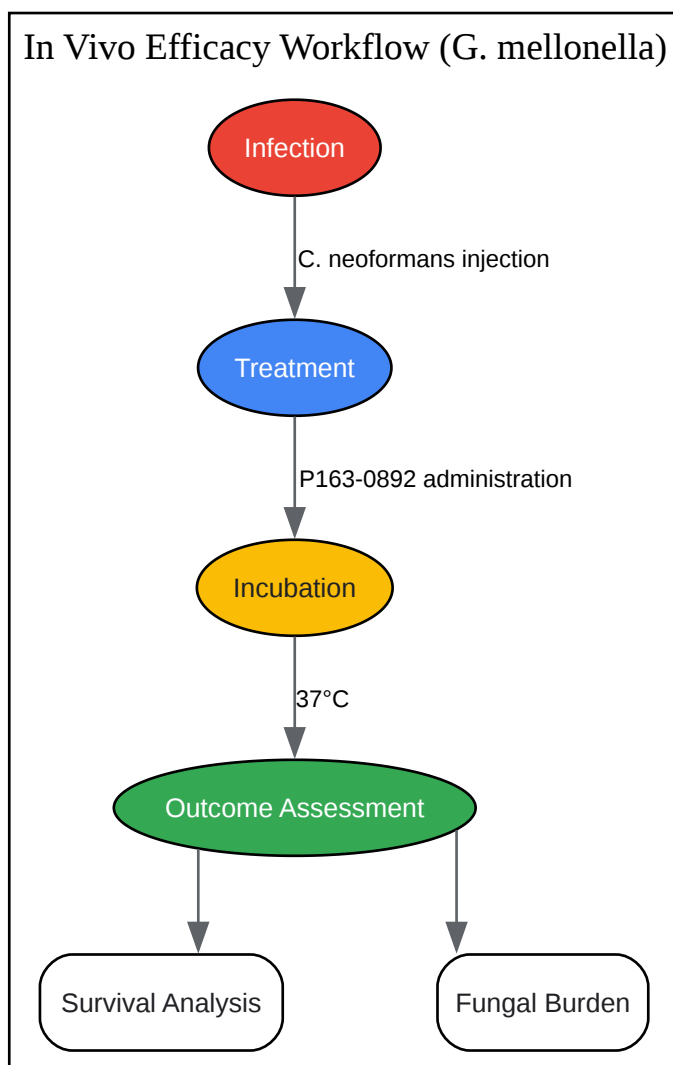 In Vivo Efficacy Workflow (G. mellonella)
Infection
C. neoformans injection
Treatment
P163-0892 administration
Incubation
37°C
Outcome Assessment
Survival Analysis
Fungal Burden